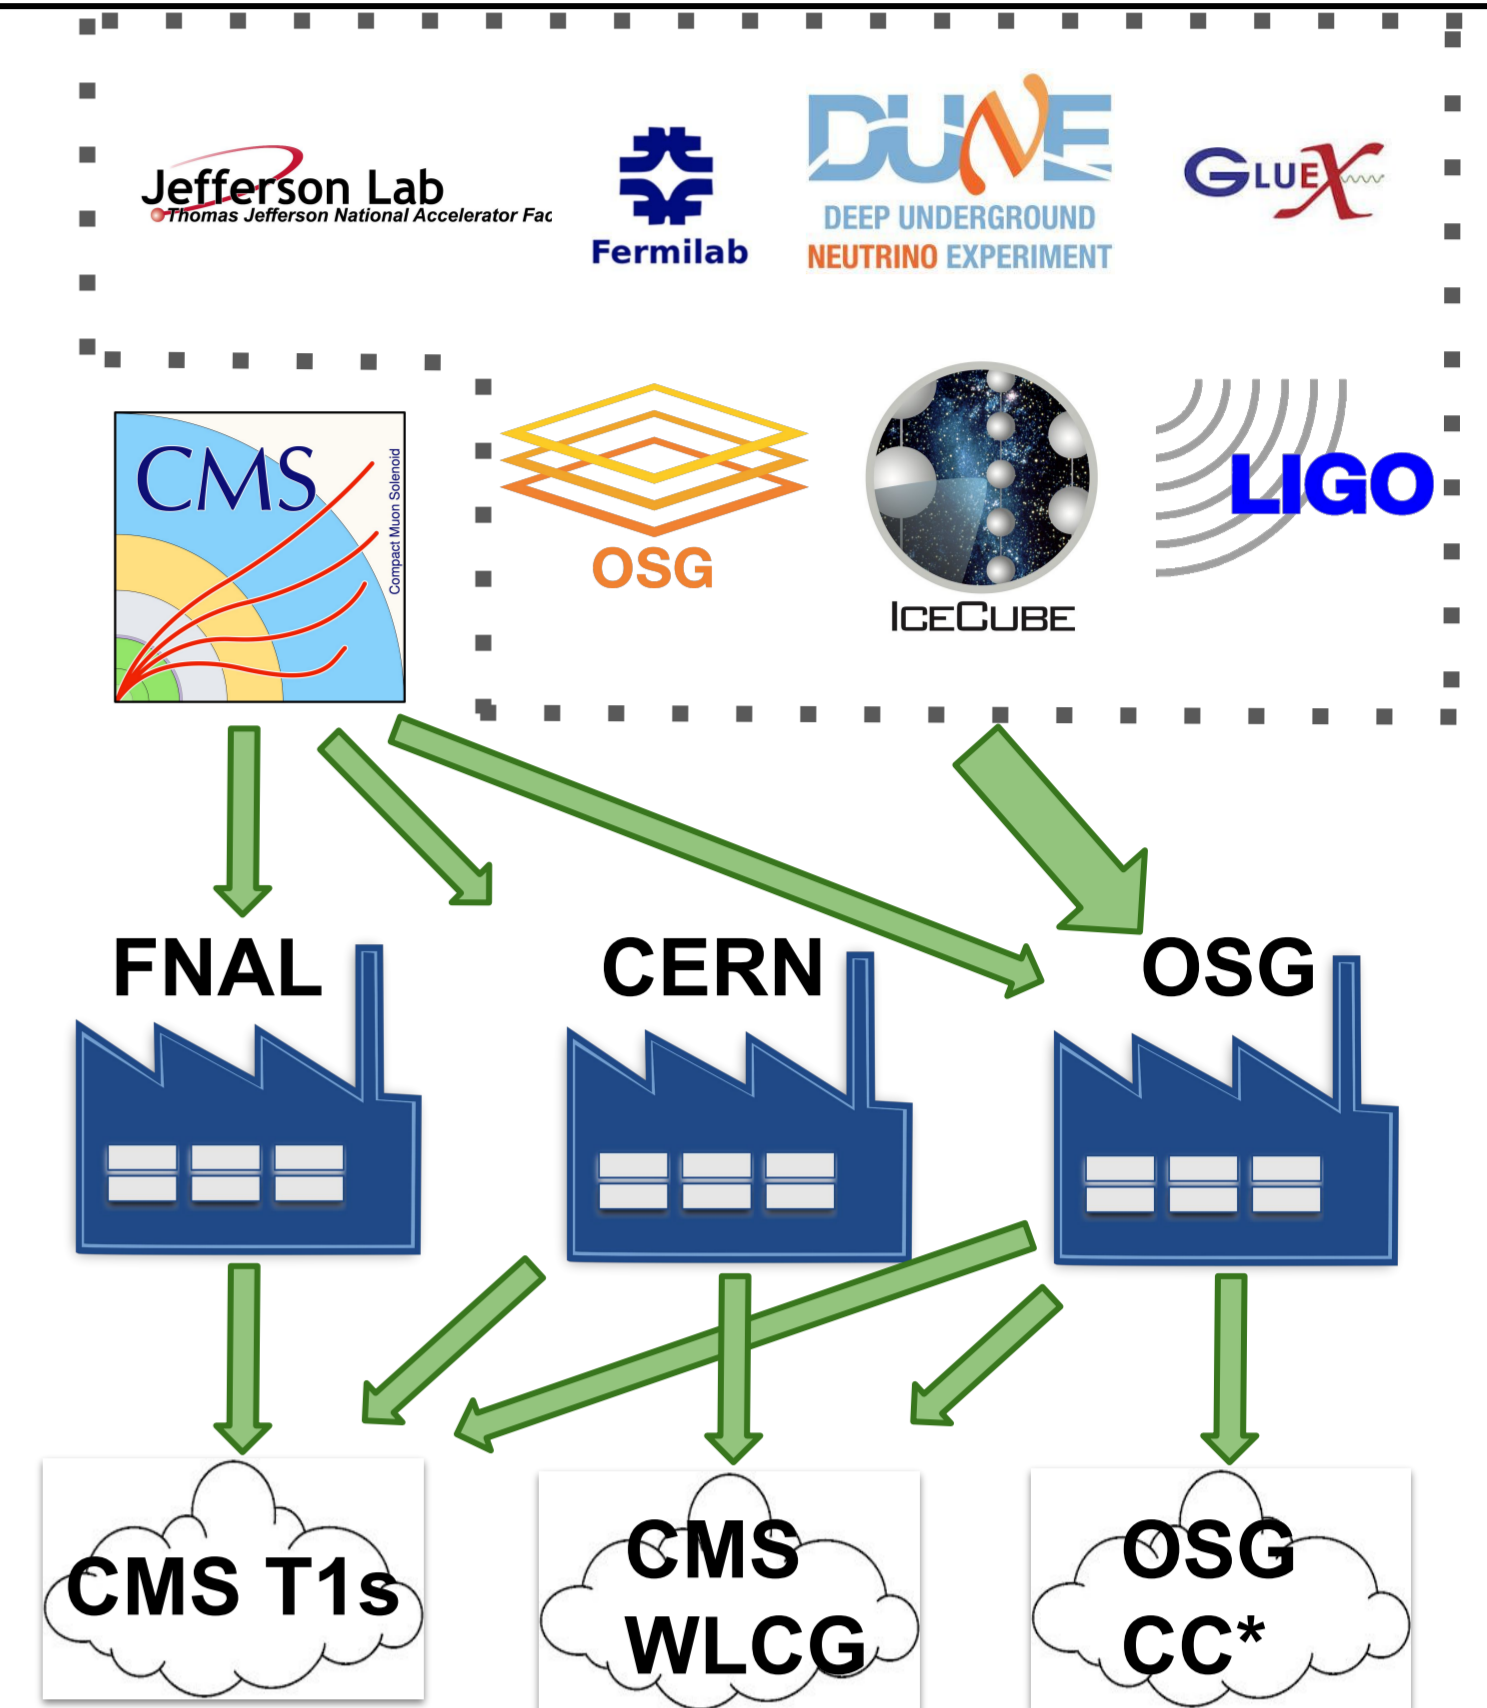 Jefferson Lab
Thomas Jefferson National Accelerator Fac
Fermilab
DUNE
DEEP UNDERGROUND
NEUTRINO EXPERIMENT
GLUEX
CMS
Compact Muon Solenoid
OSG
ICECUBE
LIGO
FNAL
CERN
OSG
CMS T1s
CMS
WLCG
OSG
CC*